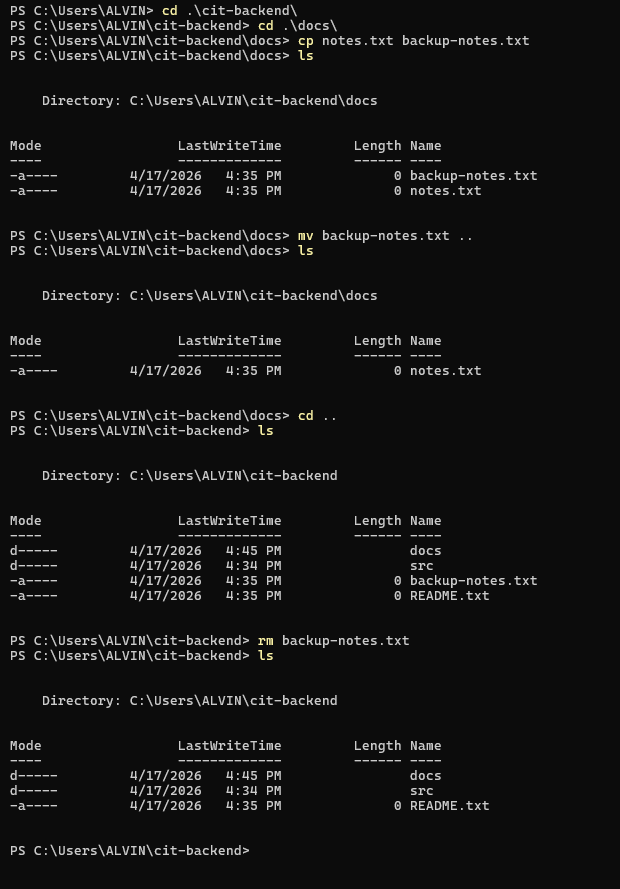 PS C:\Users\ALVIN> cd .\cit-backend\
PS C:\Users\ALVIN\cit-backend> cd .\docs\
PS C:\Users\ALVIN\cit-backend\docs> cp notes.txt backup-notes.txt
PS C:\Users\ALVIN\cit-backend\docs> ls
    Directory: C:\Users\ALVIN\cit-backend\docs
Mode                 LastWriteTime         Length Name
----                 -------------         ------ ----
-a----         4/17/2026   4:35 PM              0 backup-notes.txt
-a----         4/17/2026   4:35 PM              0 notes.txt
PS C:\Users\ALVIN\cit-backend\docs> mv backup-notes.txt ..
PS C:\Users\ALVIN\cit-backend\docs> ls
    Directory: C:\Users\ALVIN\cit-backend\docs
Mode                 LastWriteTime         Length Name
----                 -------------         ------ ----
-a----         4/17/2026   4:35 PM              0 notes.txt
PS C:\Users\ALVIN\cit-backend\docs> cd ..
PS C:\Users\ALVIN\cit-backend> ls
    Directory: C:\Users\ALVIN\cit-backend
Mode                 LastWriteTime         Length Name
----                 -------------         ------ ----
d-----         4/17/2026   4:45 PM                docs
d-----         4/17/2026   4:34 PM                src
-a----         4/17/2026   4:35 PM              0 backup-notes.txt
-a----         4/17/2026   4:35 PM              0 README.txt
PS C:\Users\ALVIN\cit-backend> rm backup-notes.txt
PS C:\Users\ALVIN\cit-backend> ls
    Directory: C:\Users\ALVIN\cit-backend
Mode                 LastWriteTime         Length Name
----                 -------------         ------ ----
d-----         4/17/2026   4:45 PM                docs
d-----         4/17/2026   4:34 PM                src
-a----         4/17/2026   4:35 PM              0 README.txt
PS C:\Users\ALVIN\cit-backend>